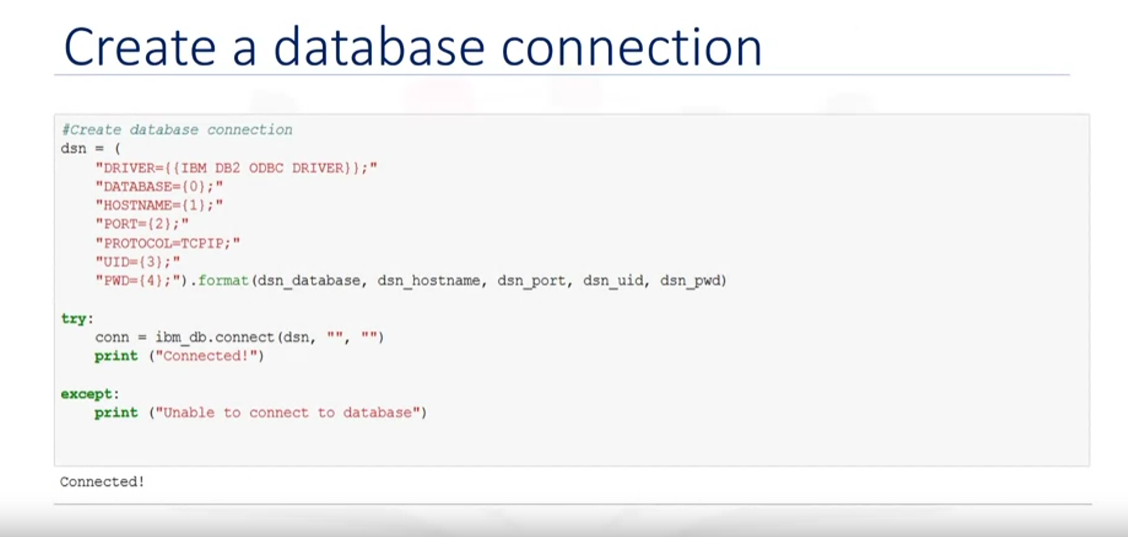 Create a database connection
#Create database connection
dsn = (
"DRIVER={{IBM DB2 ODBC DRIVER}};"
"DATABASE={0};"
"HOSTNAME={1};"
"PORT={2};"
"PROTOCOL=TCPIP;"
"UID={3};"
"PWD={4};").format(dsn_database, dsn_hostname, dsn_port, dsn_uid, dsn_pwd)
try:
conn = ibm_db.connect(dsn, "", "")
print ("Connected!")
except:
print ("Unable to connect to database")
Connected!